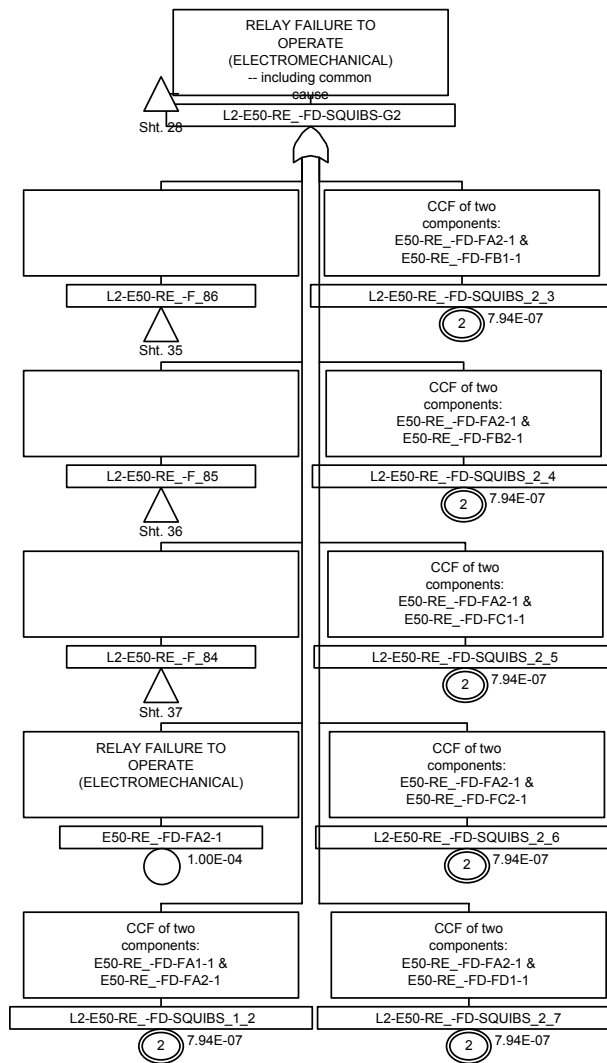 RELAY FAILURE TO
OPERATE
(ELECTROMECHANICAL)
-- including common
cause
L2-E50-RE_-FD-SQUIBS-G2
Sht. 28
L2-E50-RE_-F_86
Sht. 35
CCF of two
components:
E50-RE_-FD-FA2-1 &
E50-RE_-FD-FB1-1
L2-E50-RE_-FD-SQUIBS_2_3
2
7.94E-07
L2-E50-RE_-F_85
Sht. 36
CCF of two
components:
E50-RE_-FD-FA2-1 &
E50-RE_-FD-FB2-1
L2-E50-RE_-FD-SQUIBS_2_4
2
7.94E-07
L2-E50-RE_-F_84
Sht. 37
CCF of two
components:
E50-RE_-FD-FA2-1 &
E50-RE_-FD-FC1-1
L2-E50-RE_-FD-SQUIBS_2_5
2
7.94E-07
RELAY FAILURE TO
OPERATE
(ELECTROMECHANICAL)
E50-RE_-FD-FA2-1
1.00E-04
CCF of two
components:
E50-RE_-FD-FA2-1 &
E50-RE_-FD-FC2-1
L2-E50-RE_-FD-SQUIBS_2_6
2
7.94E-07
CCF of two
components:
E50-RE_-FD-FA1-1 &
E50-RE_-FD-FA2-1
L2-E50-RE_-FD-SQUIBS_1_2
2
7.94E-07
CCF of two
components:
E50-RE_-FD-FA2-1 &
E50-RE_-FD-FD1-1
L2-E50-RE_-FD-SQUIBS_2_7
2
7.94E-07